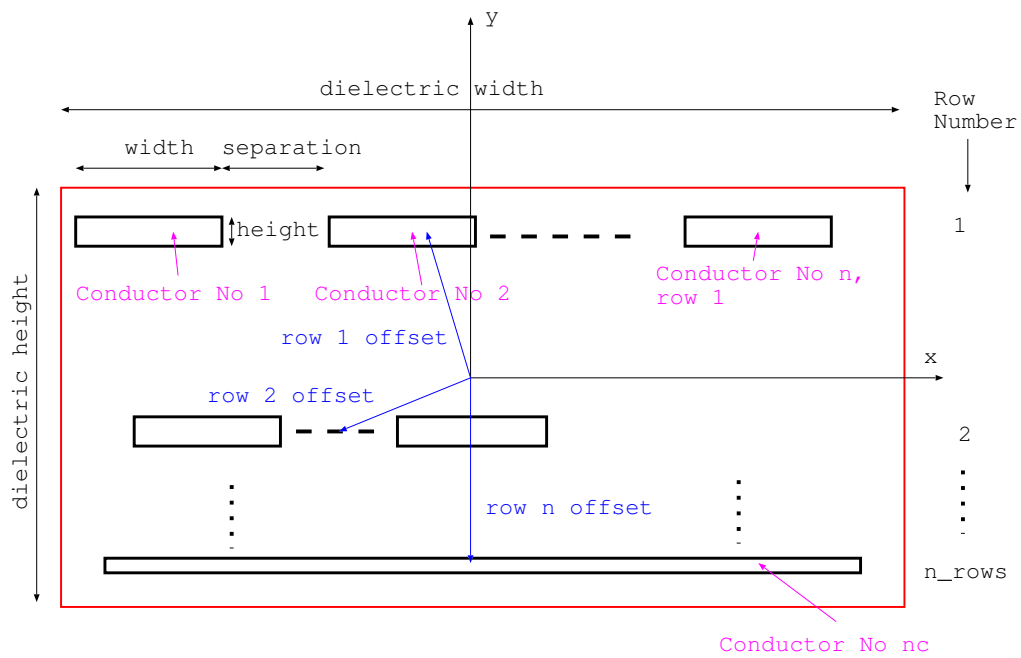 y
dielectric width
Row
Number
width
separation
height
1
Conductor No 1
Conductor No 2
Conductor No n,
row 1
row 1 offset
dielectric height
x
row 2 offset
2
row n offset
n_rows
Conductor No nc